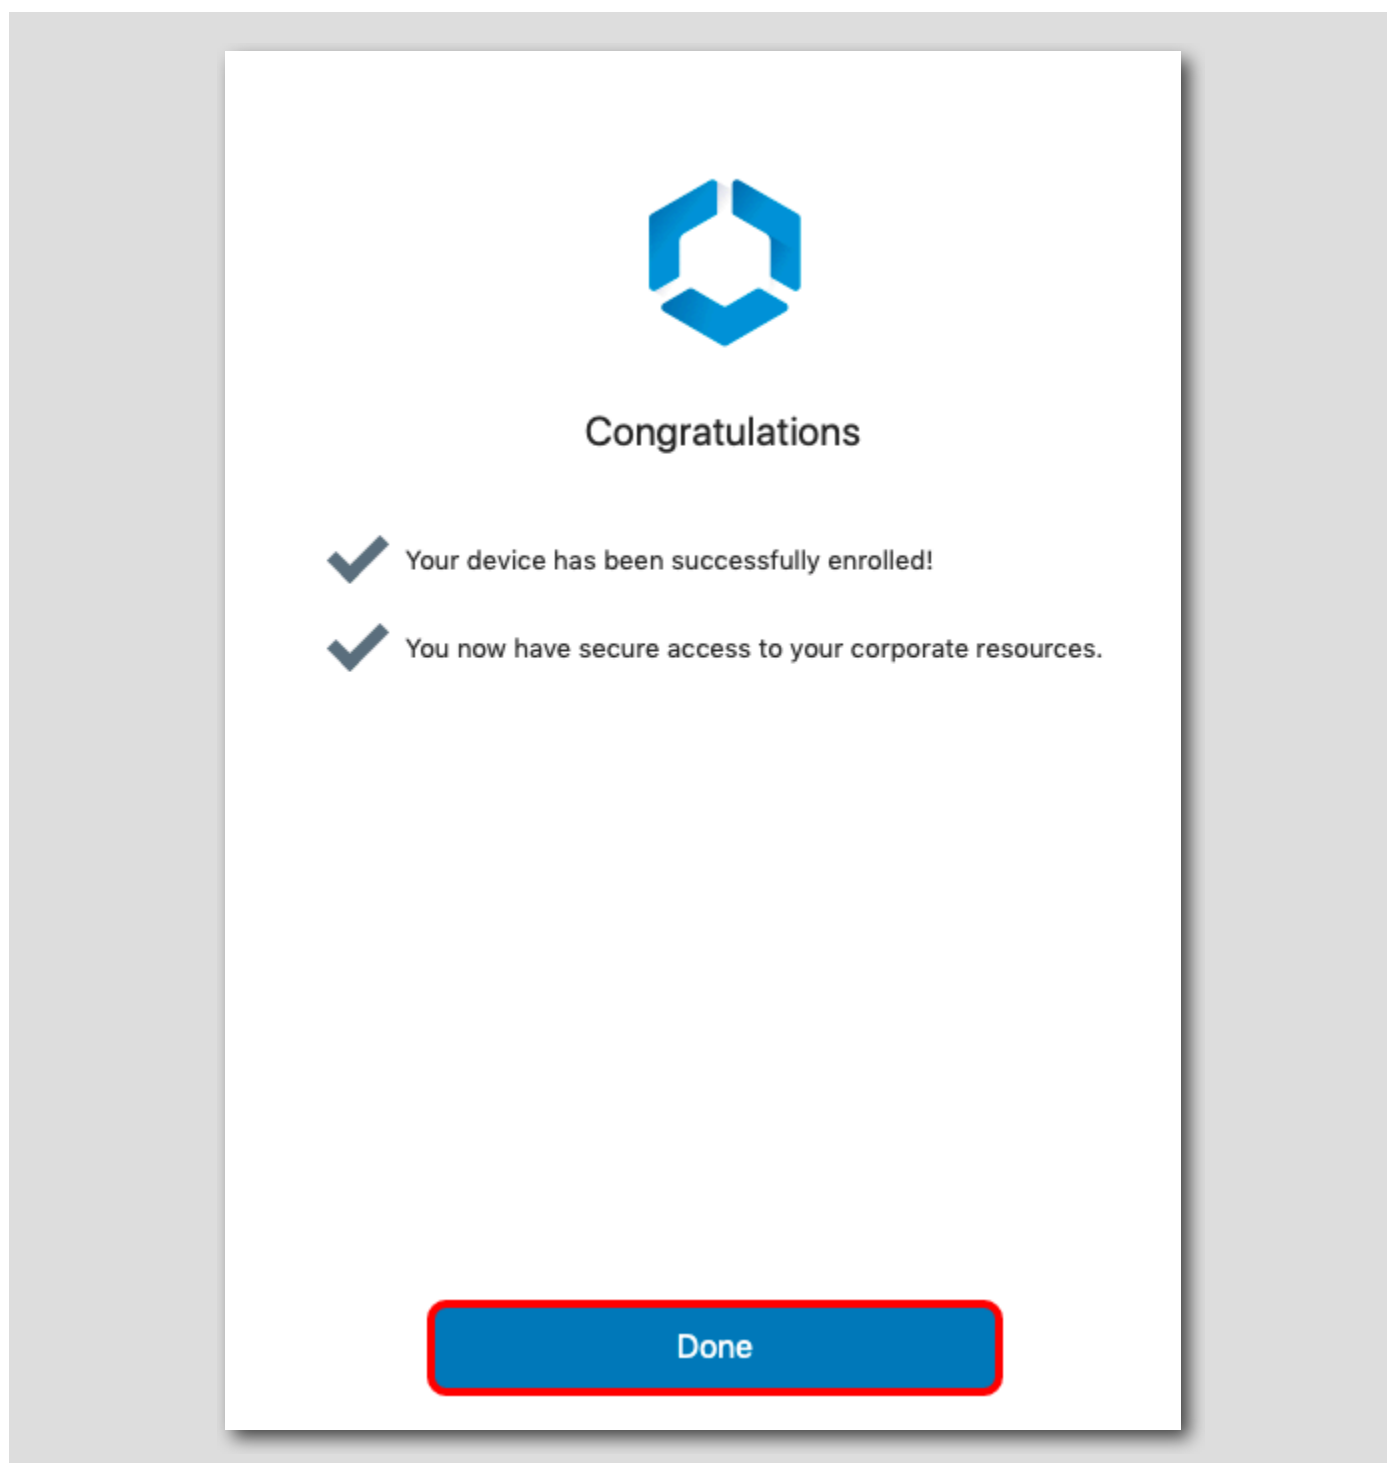 Congratulations
Your device has been successfully enrolled!
You now have secure access to your corporate resources.
Done